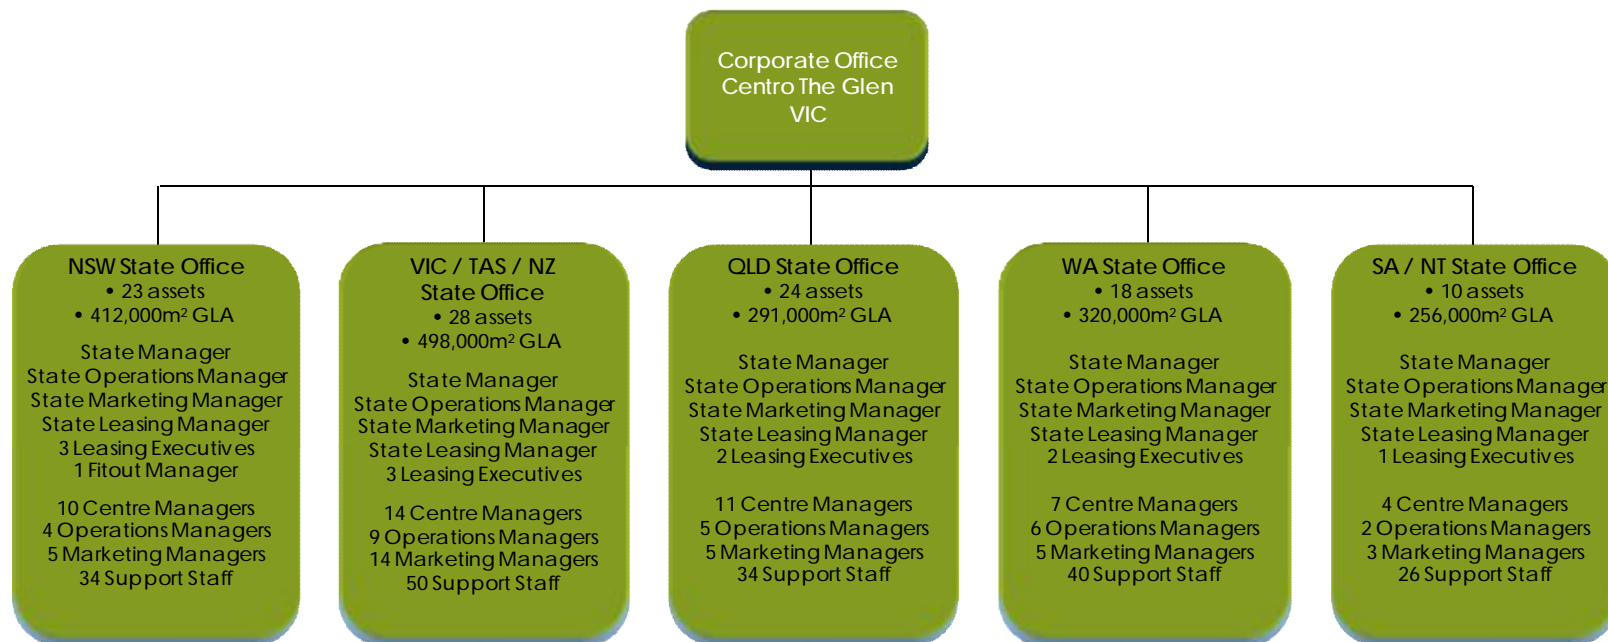 Corporate Office
Centro The Glen
VIC
NSW State Office
• 23 assets
• 412,000m² GLA
State Manager
State Operations Manager
State Marketing Manager
State Leasing Manager
3 Leasing Executives
1 Fitout Manager
10 Centre Managers
4 Operations Managers
5 Marketing Managers
34 Support Staff
VIC / TAS / NZ
State Office
• 28 assets
• 498,000m² GLA
State Manager
State Operations Manager
State Marketing Manager
State Leasing Manager
3 Leasing Executives
14 Centre Managers
9 Operations Managers
14 Marketing Managers
50 Support Staff
QLD State Office
• 24 assets
• 291,000m² GLA
State Manager
State Operations Manager
State Marketing Manager
State Leasing Manager
2 Leasing Executives
11 Centre Managers
5 Operations Managers
5 Marketing Managers
34 Support Staff
WA State Office
• 18 assets
• 320,000m² GLA
State Manager
State Operations Manager
State Marketing Manager
State Leasing Manager
2 Leasing Executives
7 Centre Managers
6 Operations Managers
5 Marketing Managers
40 Support Staff
SA / NT State Office
• 10 assets
• 256,000m² GLA
State Manager
State Operations Manager
State Marketing Manager
State Leasing Manager
1 Leasing Executives
4 Centre Managers
2 Operations Managers
3 Marketing Managers
26 Support Staff